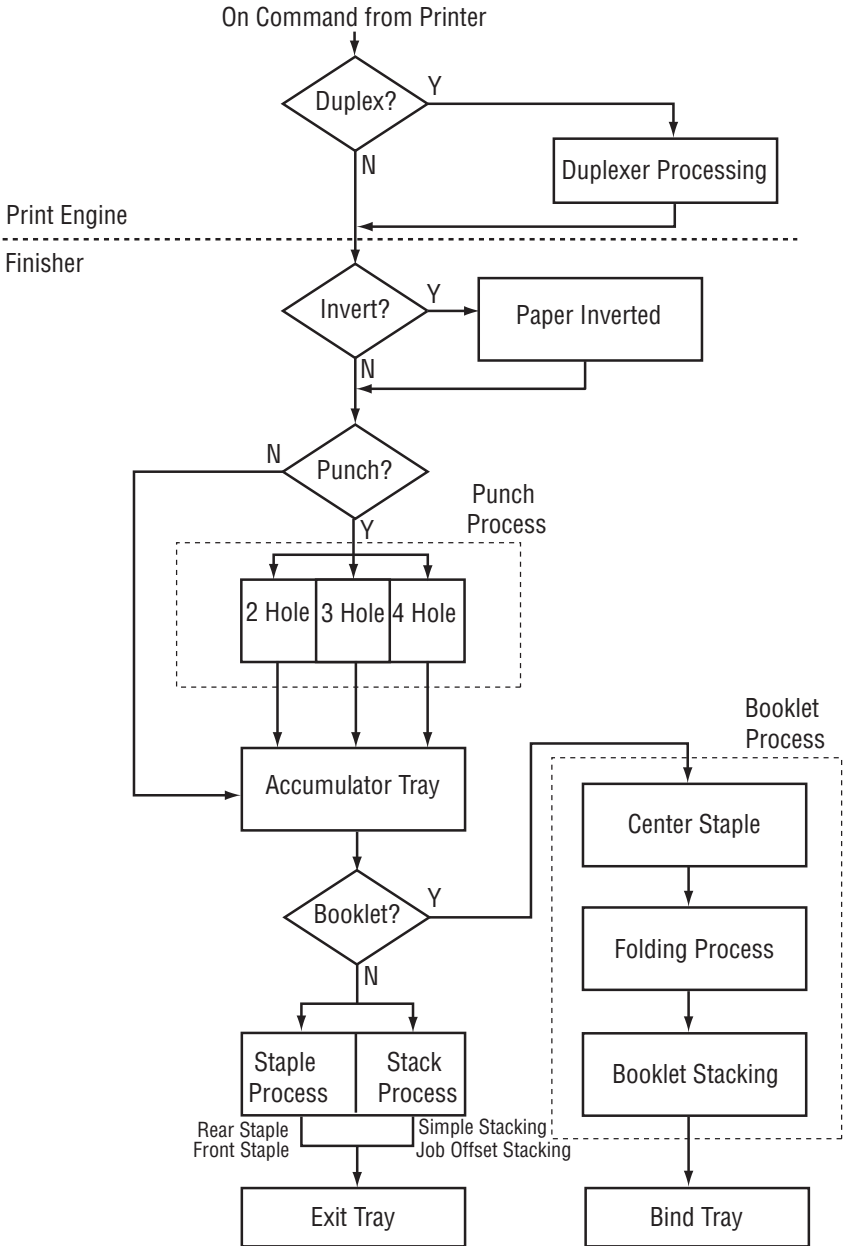 On Command from Printer
Duplex?
Y
N
Duplexer Processing
Print Engine
Finisher
Invert?
Y
N
Paper Inverted
Punch?
N
Y
Punch
Process
2 Hole
3 Hole
4 Hole
Accumulator Tray
Booklet?
Y
N
Booklet
Process
Center Staple
Folding Process
Booklet Stacking
Staple
Process
Stack
Process
Rear Staple
Front Staple
Simple Stacking
Job Offset Stacking
Exit Tray
Bind Tray